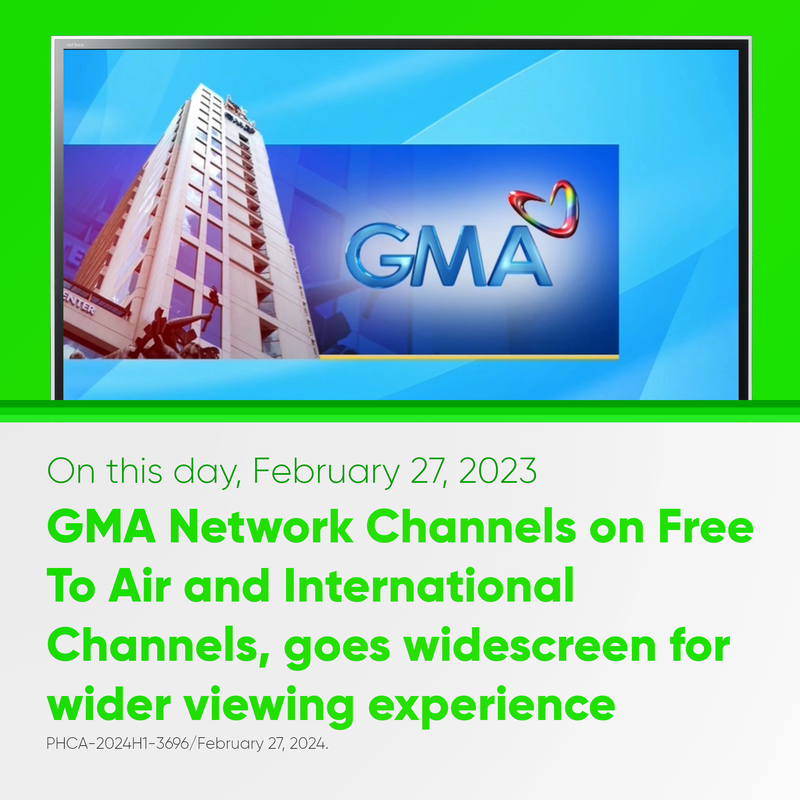 GMA
ENTER
On this day, February 27, 2023
GMA Network Channels on Free
To Air and International
Channels, goes widescreen for
wider viewing experience
PHCA-2024H1-3696/February 27, 2024.